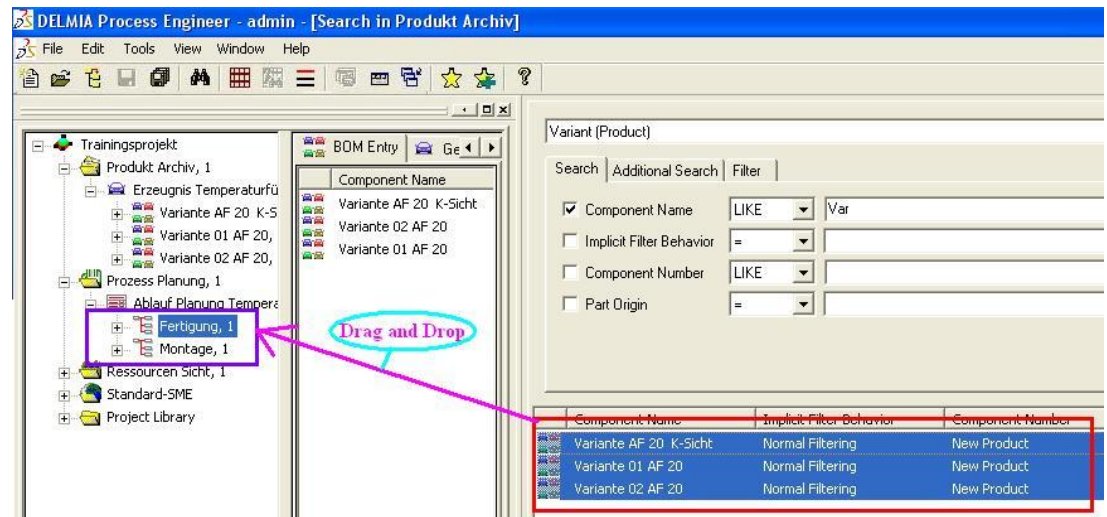 DELMIA Process Engineer - admin - [Search in Produkt Archiv]
File Edit Tools View Window Help
Trainingsprojekt
Produkt Archiv, 1
Erzeugnis Temperaturfü
Variante AF 20 K-S
Variante 01 AF 20,
Variante 02 AF 20,
Prozess Planung, 1
Ablauf Planung Tempera
Fertigung, 1
Montage, 1
Ressourcen Sicht, 1
Standard-SME
Project Library
BOM Entry Ge
Component Name
Variante AF 20 K-Sicht
Variante 02 AF 20
Variante 01 AF 20
Drag and Drop
Variant (Product)
Search Additional Search Filter
Component Name LIKE Var
Implicit Filter Behavior =
Component Number LIKE
Part Origin =
Component Name Implicit Filter Behavior Component Number
Variante AF 20 K-Sicht Normal Filtering New Product
Variante 01 AF 20 Normal Filtering New Product
Variante 02 AF 20 Normal Filtering New Product